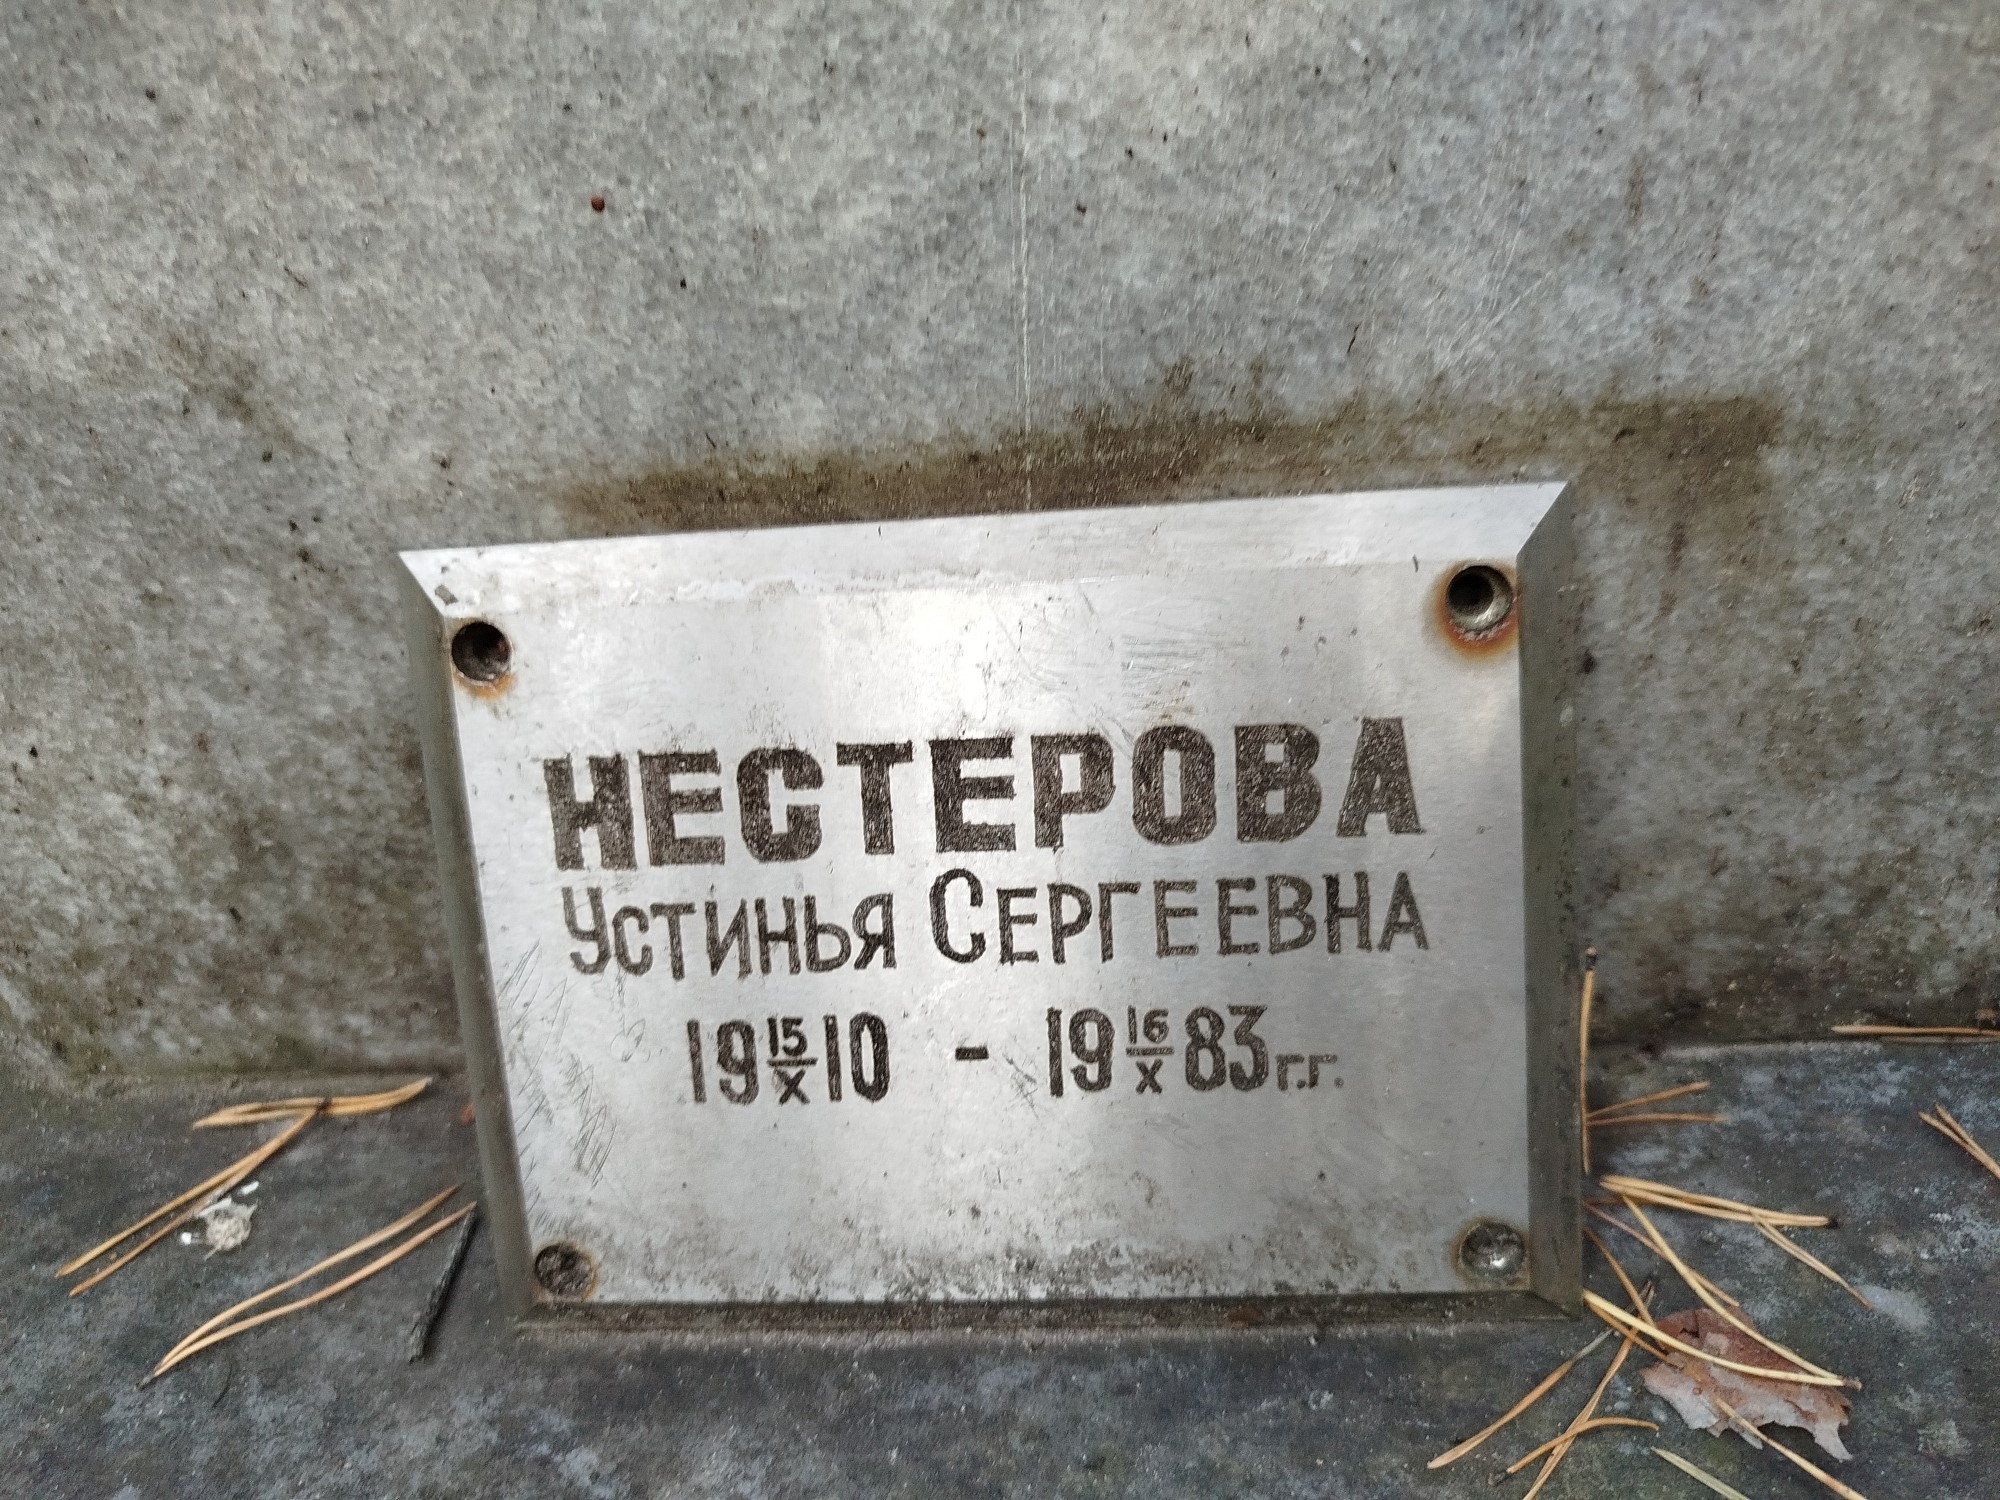 НЕСТЕРОВА
Устинья Сергеевна
19 15/X 10 - 19 16/X 83 г.г.